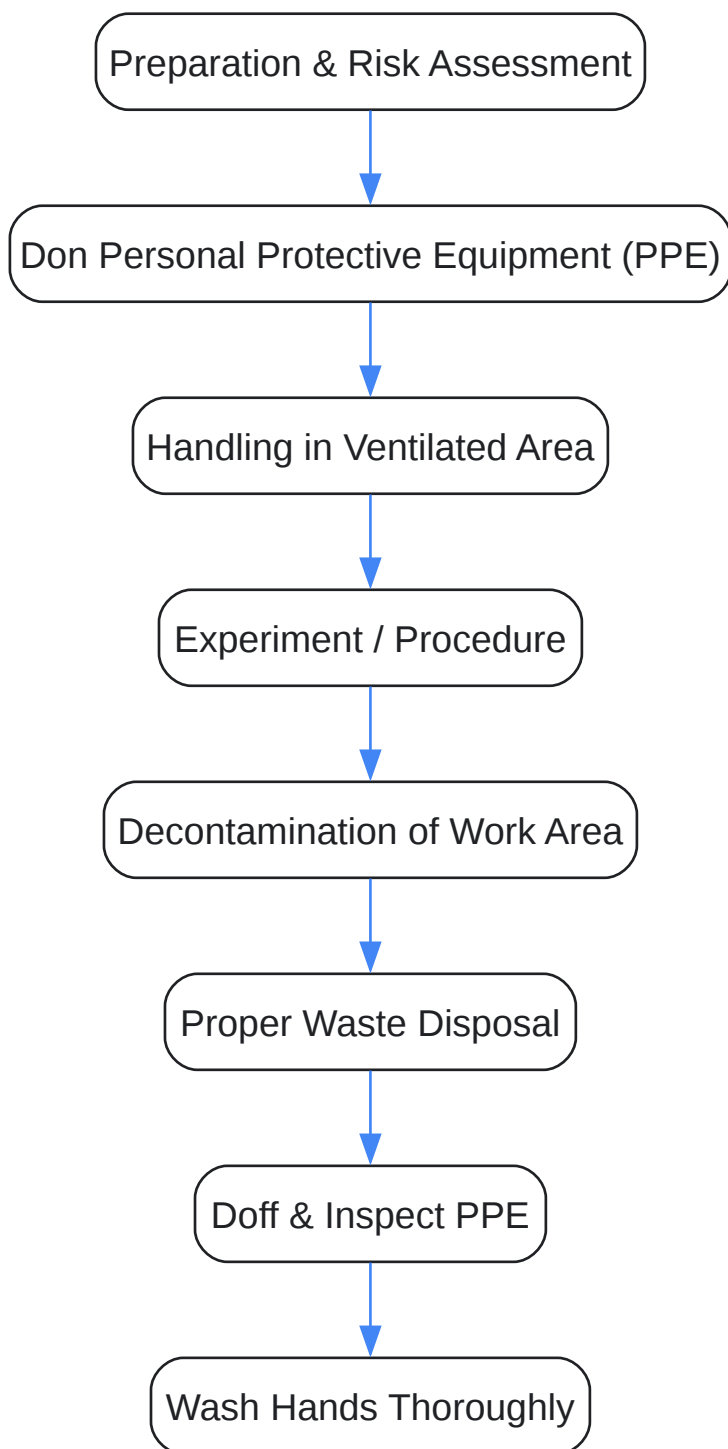 Preparation & Risk Assessment
Don Personal Protective Equipment (PPE)
Handling in Ventilated Area
Experiment / Procedure
Decontamination of Work Area
Proper Waste Disposal
Doff & Inspect PPE
Wash Hands Thoroughly